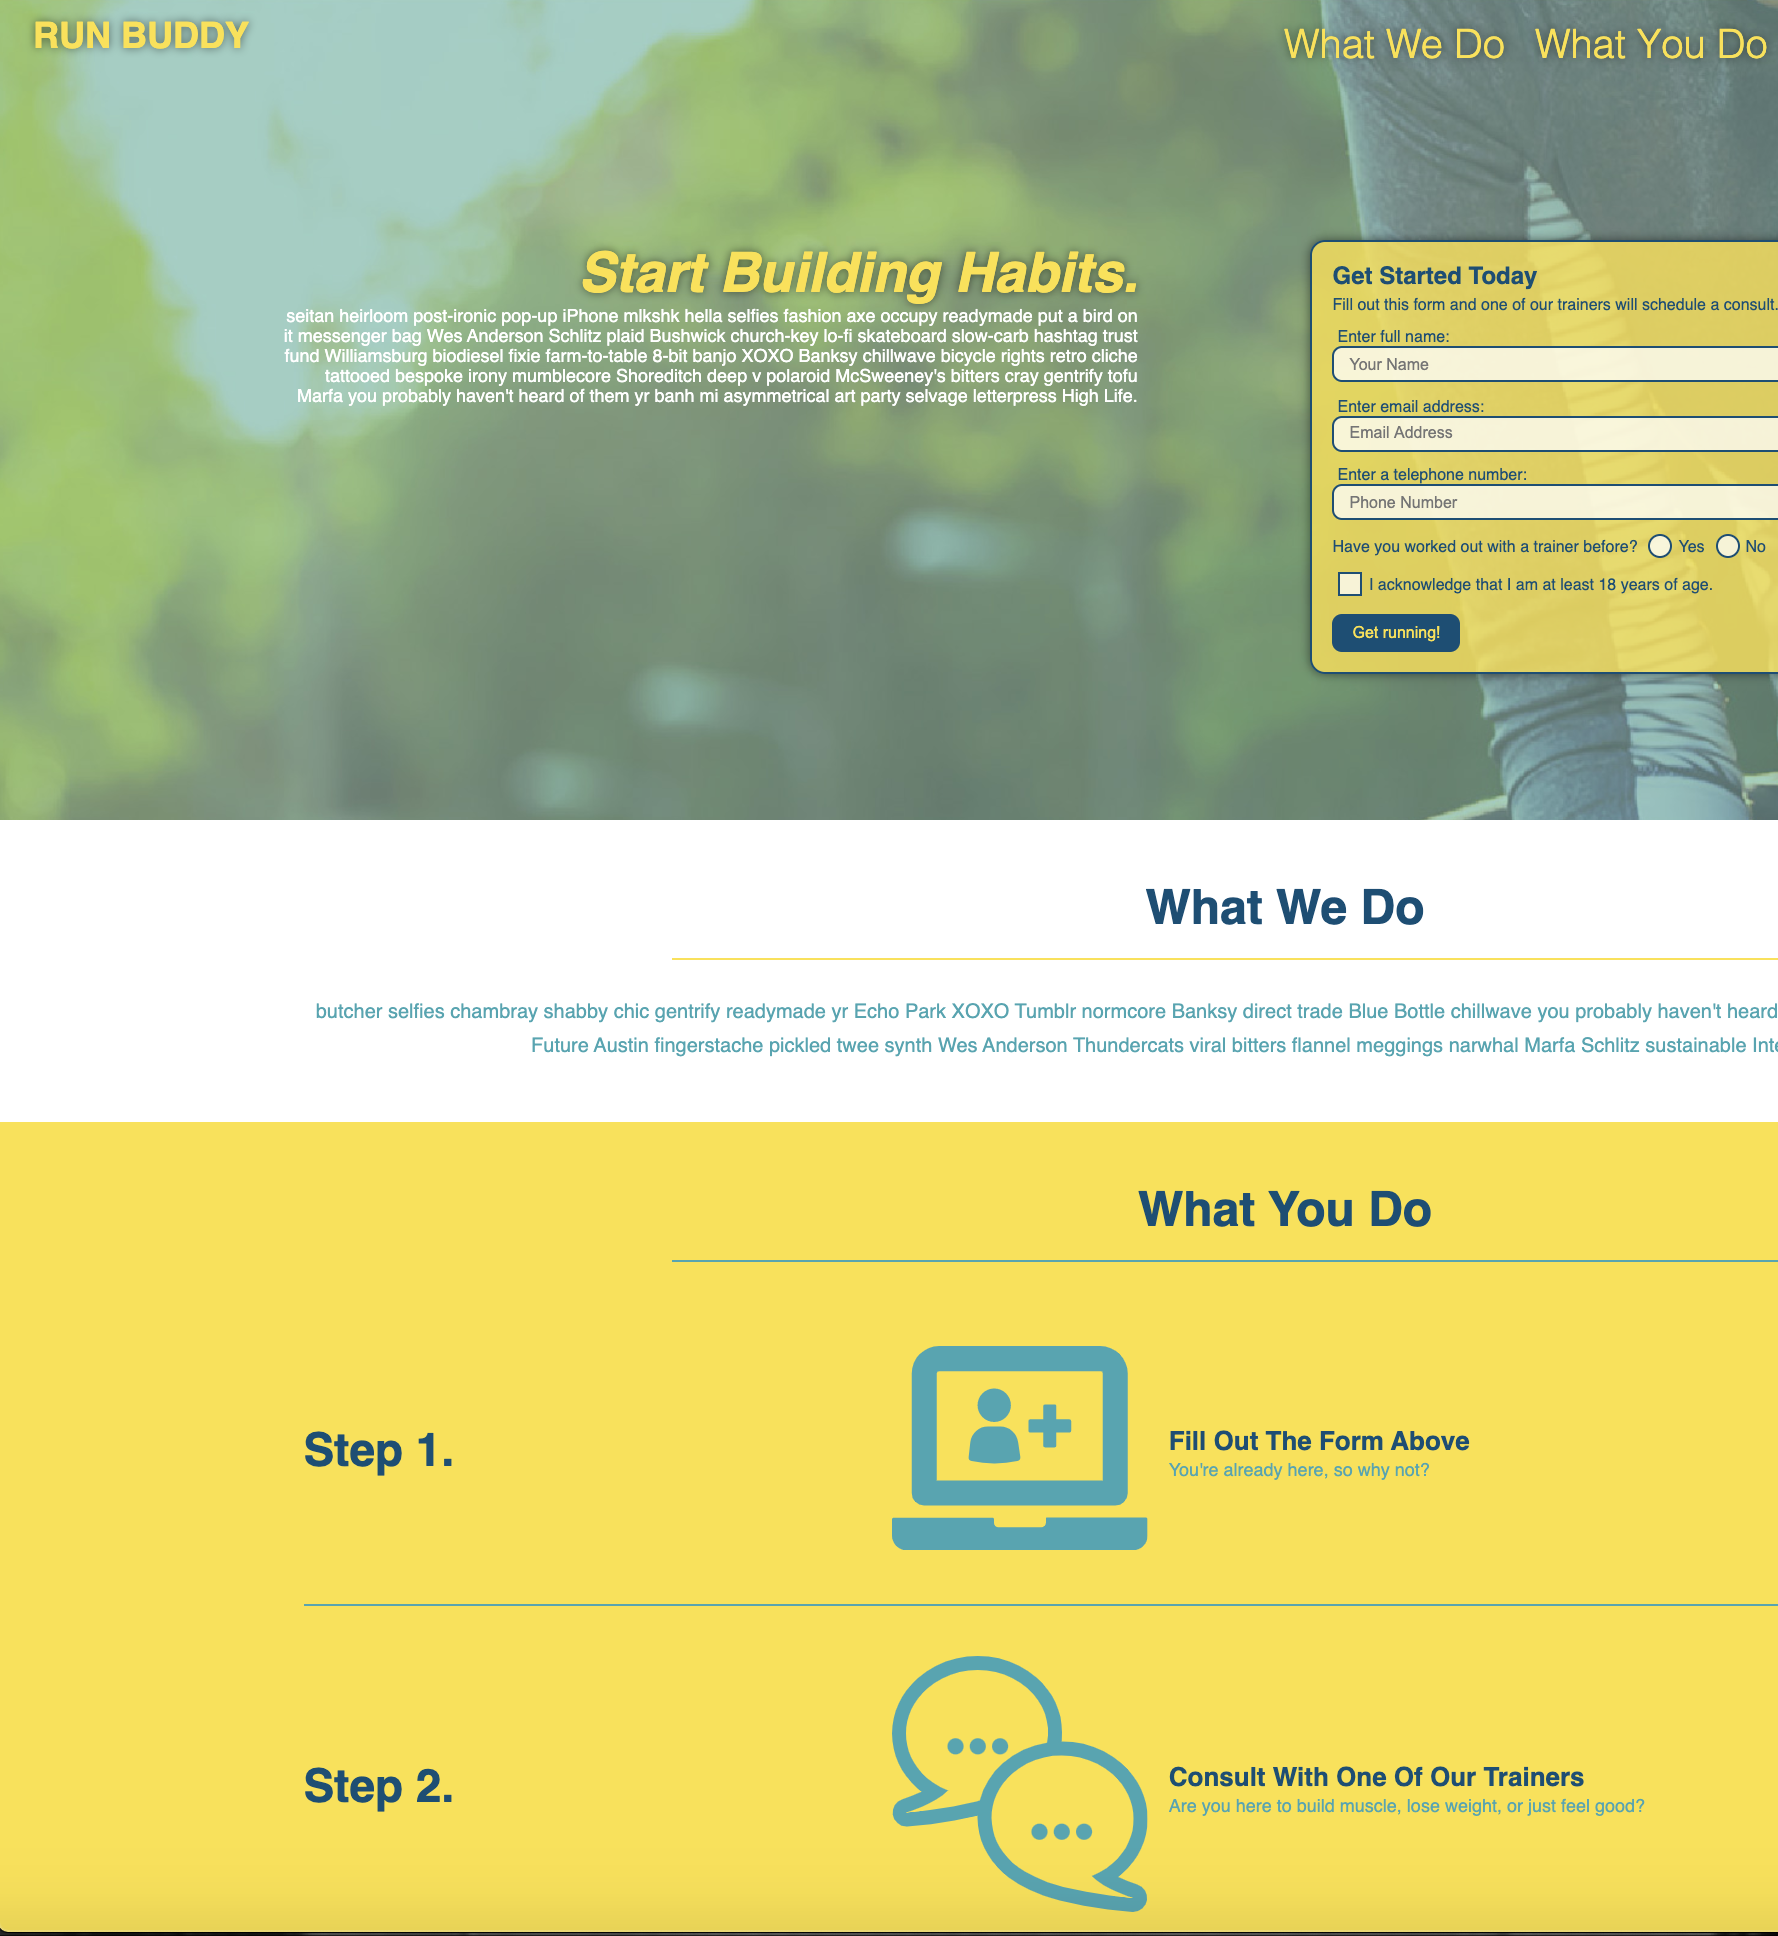 RUN BUDDY
What We Do What You Do
Start Building Habits.
seitan heirloom post-ironic pop-up iPhone mlkshk hella selfies fashion axe occupy readymade put a bird on
it messenger bag Wes Anderson Schlitz plaid Bushwick church-key lo-fi skateboard slow-carb hashtag trust
fund Williamsburg biodiesel fixie farm-to-table 8-bit banjo XOXO Banksy chillwave bicycle rights retro cliche
tattooed bespoke irony mumblecore Shoreditch deep v polaroid McSweeney's bitters cray gentrify tofu
Marfa you probably haven't heard of them yr banh mi asymmetrical art party selvage letterpress High Life.
Get Started Today
Fill out this form and one of our trainers will schedule a consult.
Enter full name:
Your Name
Enter email address:
Email Address
Enter a telephone number:
Phone Number
Have you worked out with a trainer before? Yes No
I acknowledge that I am at least 18 years of age.
Get running!
What We Do
butcher selfies chambray shabby chic gentrify readymade yr Echo Park XOXO Tumblr normcore Banksy direct trade Blue Bottle chillwave you probably haven't heard
Future Austin fingerstache pickled twee synth Wes Anderson Thundercats viral bitters flannel meggings narwhal Marfa Schlitz sustainable
What You Do
Step 1.
Fill Out The Form Above
You're already here, so why not?
Step 2.
Consult With One Of Our Trainers
Are you here to build muscle, lose weight, or just feel good?